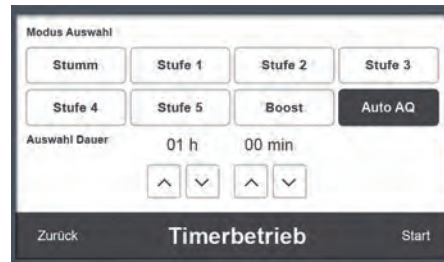 Modus Auswahl
Stumm Stufe 1 Stufe 2 Stufe 3
Stufe 4 Stufe 5 Boost Auto AQ
Auswahl Dauer 01 h 00 min
Zurück Timerbetrieb Start